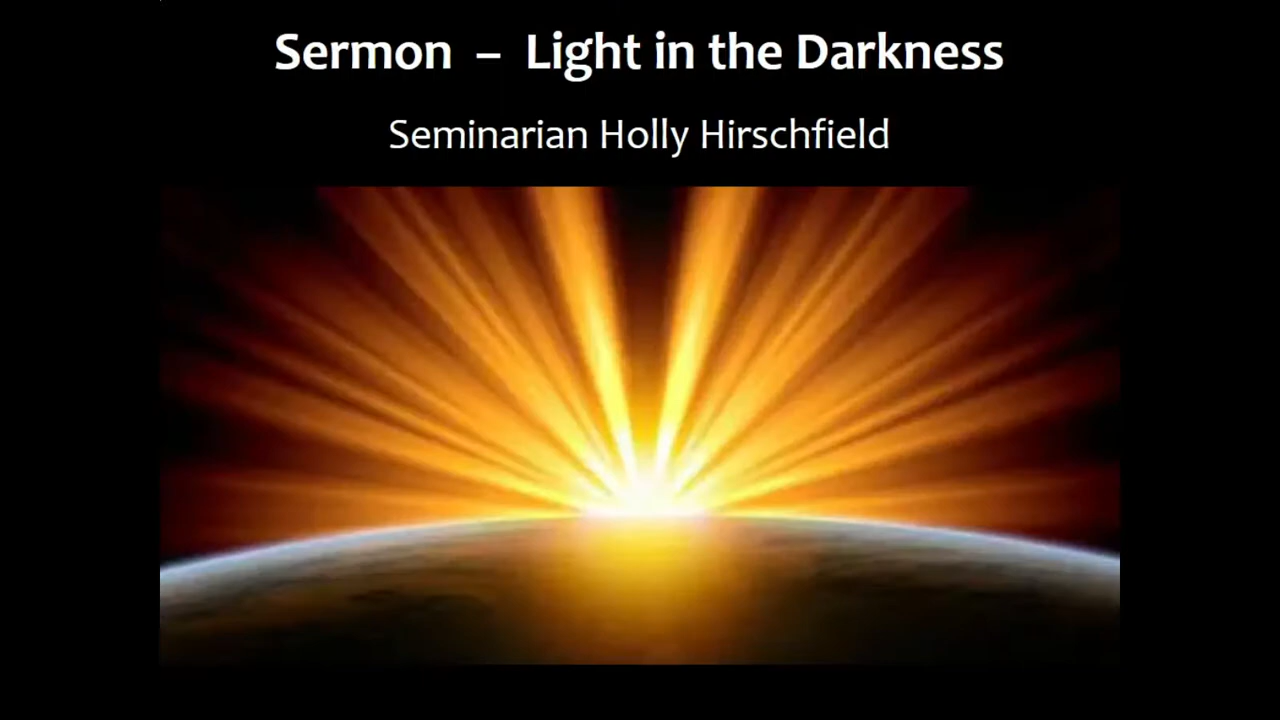 Sermon – Light in the Darkness
Seminarian Holly Hirschfield